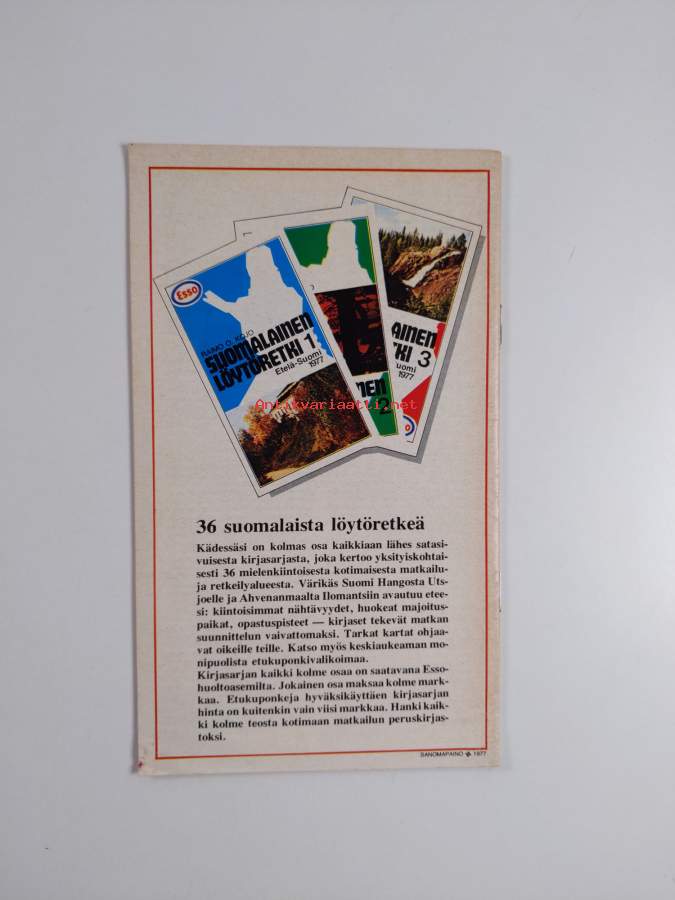 Esso
RAIMO O. KOJO
SUOMALAINEN
LÖYTÖRETKI 1
Etelä-Suomi
1977
AINEN
TKI 3
uomi
1977
NEN
2
Antikvariaatti.net
36 suomalaista löytöretkeä
Kädessäsi on kolmas osa kaikkiaan lähes satasi-
vuisesta kirjasarjasta, joka kertoo yksityiskohtai-
sesti 36 mielenkiintoisesta kotimaisesta matkailu-
ja retkeilyalueesta. Värikäs Suomi Hangosta Uts-
joelle ja Ahvenanmaalta Ilomantsiin avautuu etee-
si: kiintoisimmat nähtävyydet, huokeat majoitus-
paikat, opastuspisteet — kirjaset tekevät matkan
suunnittelun vaivattomaksi. Tarkat kartat ohjaa-
vat oikeille teille. Katso myös keskiaukeaman mo-
nipuolista etukuponkivalikoimaa.
Kirjasarjan kaikki kolme osaa on saatavana Esso-
huoltoasemilta. Jokainen osa maksaa kolme mark-
kaa. Etukuponkeja hyväksikäyttäen kirjasarjan
hinta on kuitenkin vain viisi markkaa. Hanki kaik-
ki kolme teosta kotimaan matkailun peruskirjas-
toksi.
SANOMAPAINO 1977